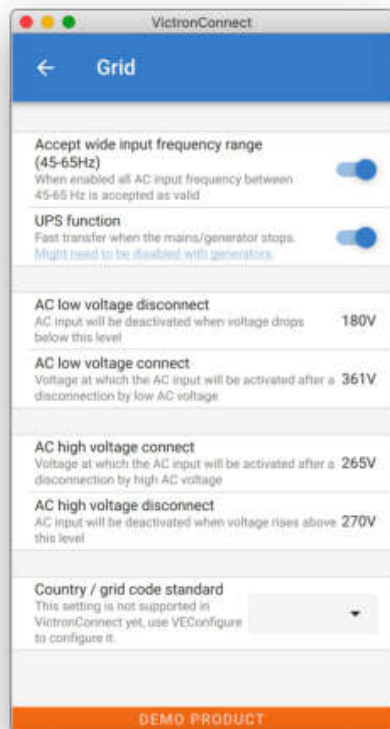 VictronConnect
Grid
Accept wide input frequency range
(45-65Hz)
When enabled all AC input frequency between
45-65 Hz is accepted as valid
UPS function
Fast transfer when the mains/generator stops.
Might need to be disabled with generators.
AC low voltage disconnect
AC input will be deactivated when voltage drops
below this level
180V
AC low voltage connect
Voltage at which the AC input will be activated after a
disconnection by low AC voltage
361V
AC high voltage connect
Voltage at which the AC input will be activated after a
disconnection by high AC voltage
265V
AC high voltage disconnect
AC input will be deactivated when voltage rises above
this level
270V
Country / grid code standard
This setting is not supported in
VictronConnect yet, use VEConfigure
to configure it.
DEMO PRODUCT